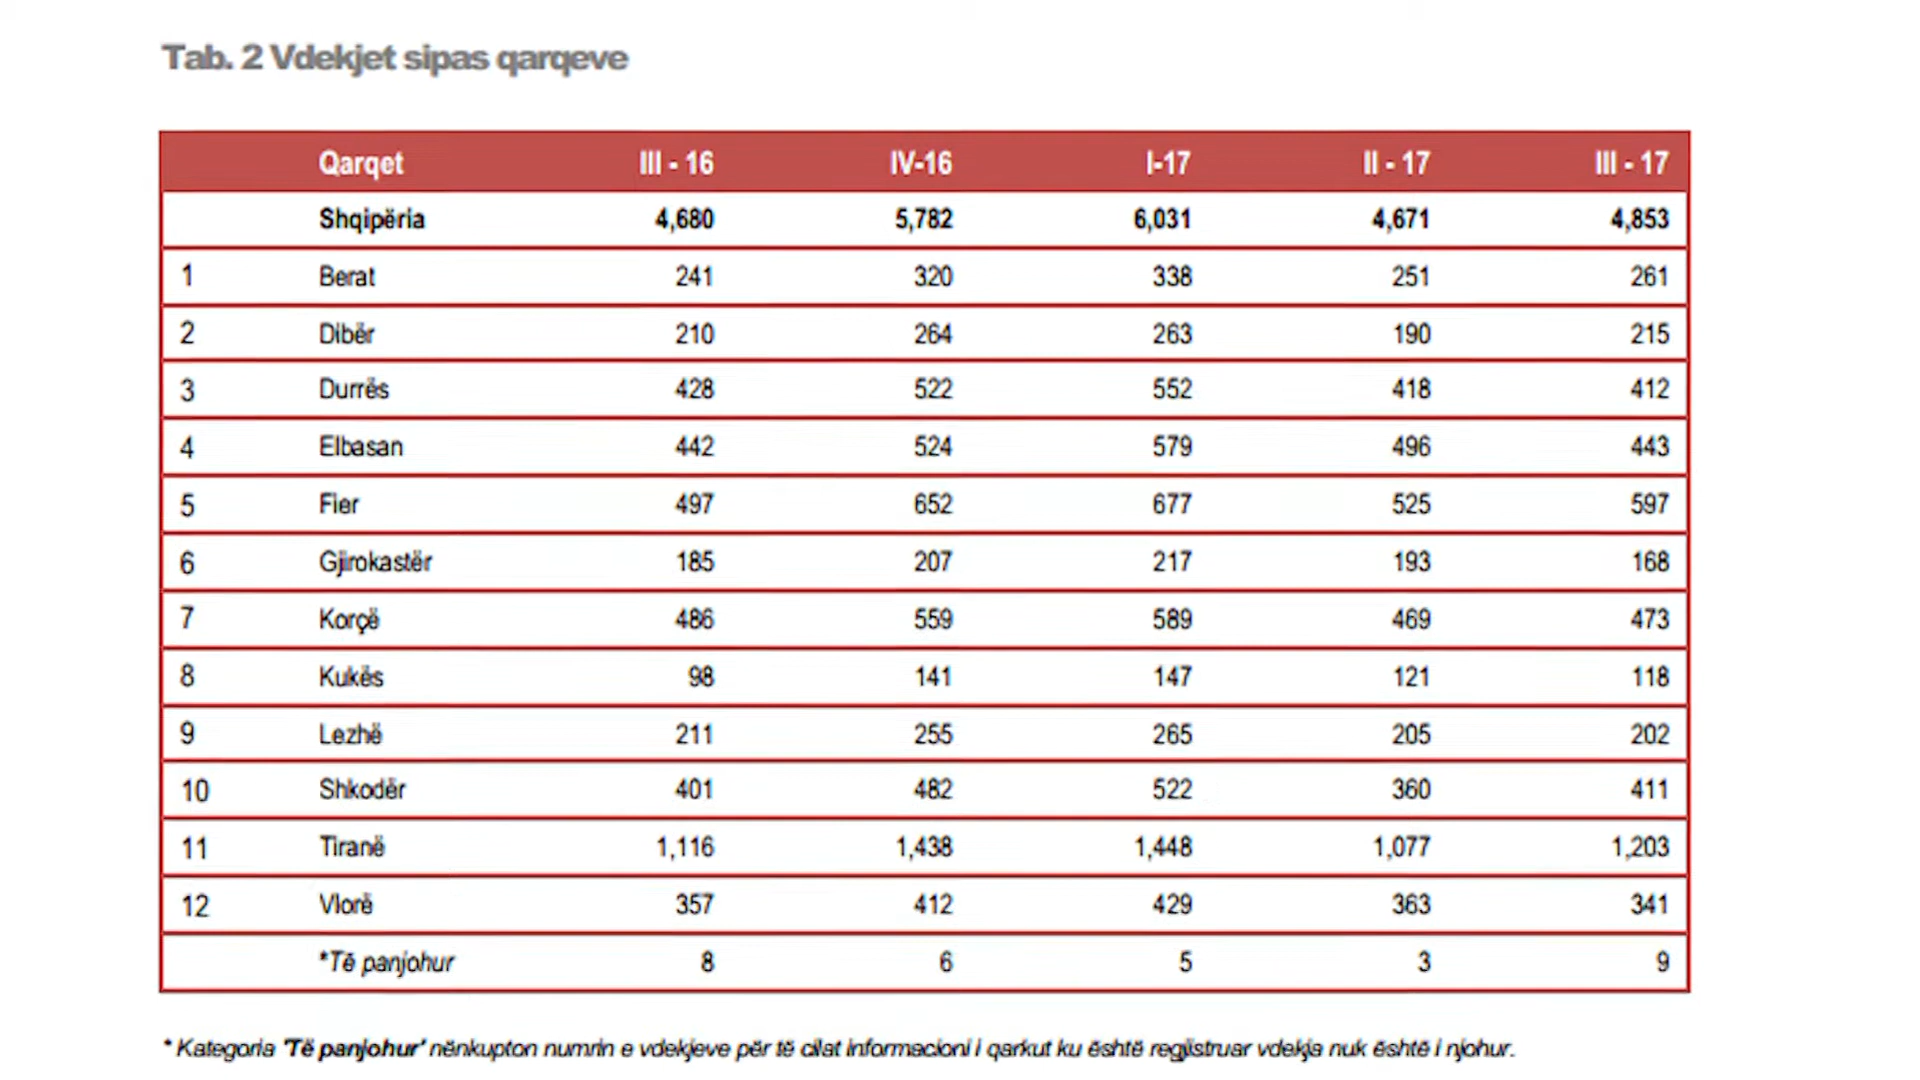 Tab. 2 Vdekjet sipas qarqeve
Qarqet III - 16 IV-16 I-17 II - 17 III - 17
Shqipëria 4,680 5,782 6,031 4,671 4,853
1 Berat 241 320 338 251 261
2 Dibër 210 264 263 190 215
3 Durrës 428 522 552 418 412
4 Elbasan 442 524 579 496 443
5 Fier 497 652 677 525 597
6 Gjirokastër 185 207 217 193 168
7 Korçë 486 559 589 469 473
8 Kukës 98 141 147 121 118
9 Lezhë 211 255 265 205 202
10 Shkodër 401 482 522 360 411
11 Tiranë 1,116 1,438 1,448 1,077 1,203
12 Vlorë 357 412 429 363 341
*Të panjohur 8 6 5 3 9
* Kategoria 'Të panjohur' nënkupton numrin e vdekjeve për të cilat informacioni i qarkut ku është regjistruar vdekja nuk është i njohur.